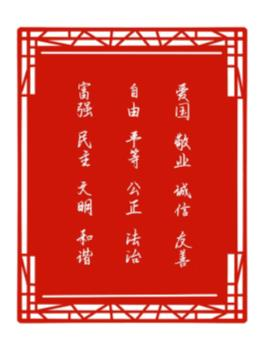 富强 民主 文明 和谐
自由 平等 公正 法治
爱国 敬业 诚信 友善